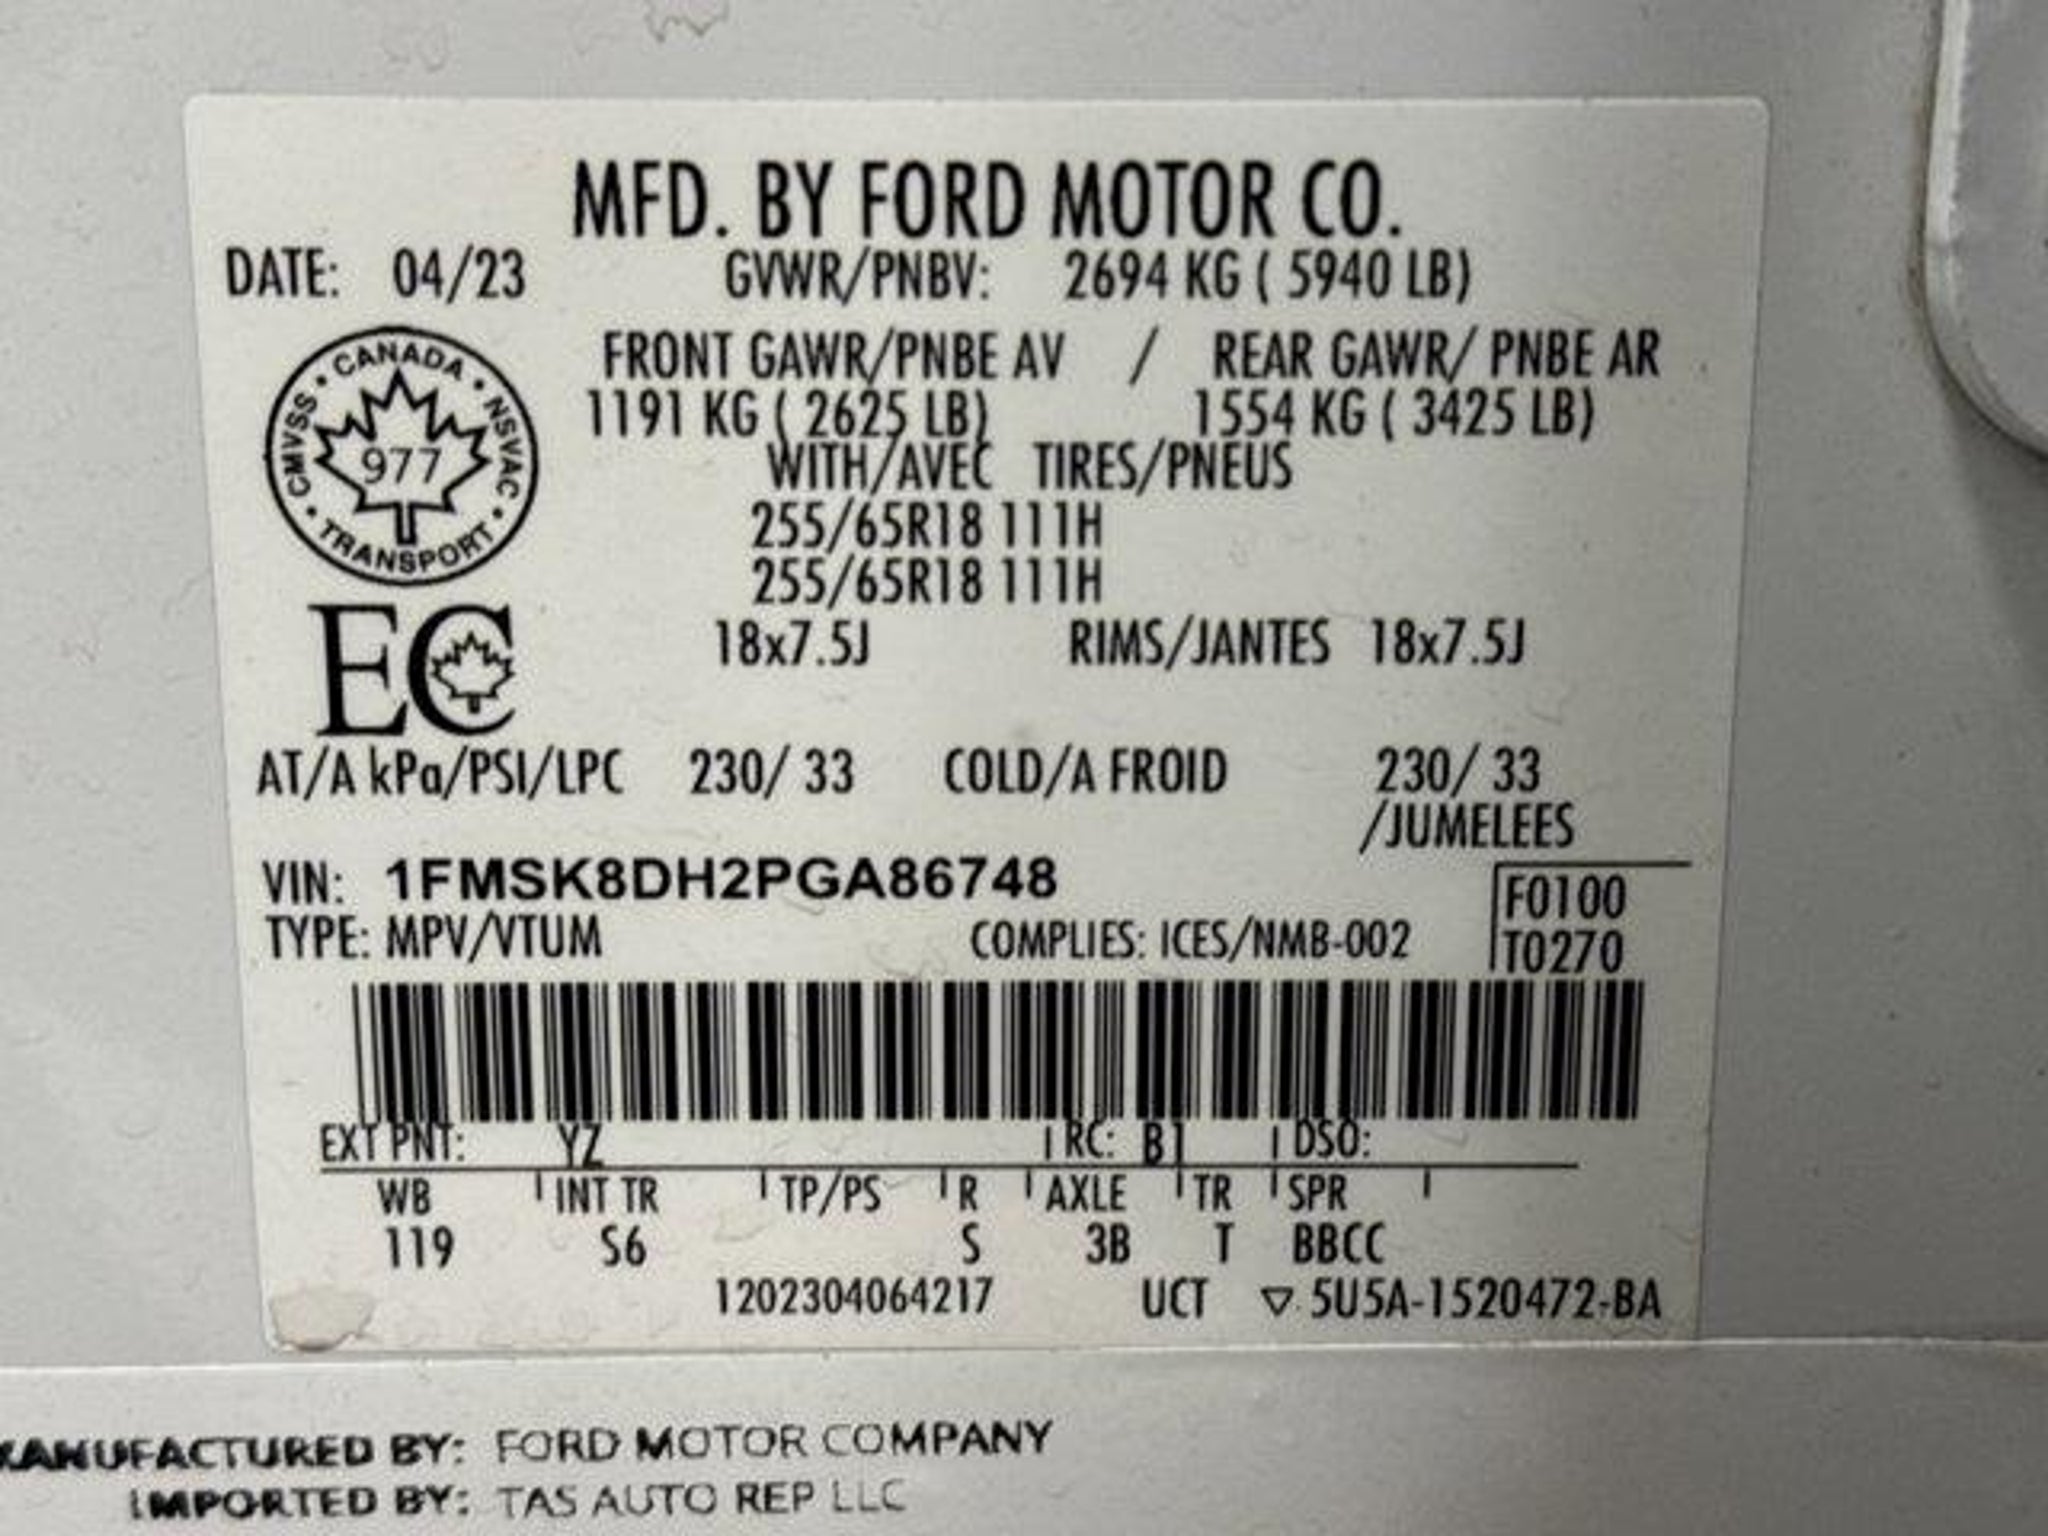 MFD. BY FORD MOTOR CO.
DATE: 04/23 GVWR/PNBV: 2694 KG ( 5940 LB)
FRONT GAWR/PNBE AV / REAR GAWR/ PNBE AR
1191 KG ( 2625 LB) 1554 KG ( 3425 LB)
WITH/AVEC TIRES/PNEUS
255/65R18 111H
255/65R18 111H
18x7.5J RIMS/JANTES 18x7.5J
CANADA • NSVAC • TRANSPORT • CMVSS •
977
EC
AT/A kPa/PSI/LPC 230/ 33 COLD/A FROID 230/ 33
/JUMELEES
VIN: 1FMSK8DH2PGA86748
F0100
TYPE: MPV/VTUM COMPLIES: ICES/NMB-002
T0270
EXT PNT: YZ RC: B1 DSO:
WB INT TR TP/PS R AXLE TR SPR
119 S6 S 3B T BBCC
1202304064217 UCT ▽ 5U5A-1520472-BA
MANUFACTURED BY: FORD MOTOR COMPANY
IMPORTED BY: TAS AUTO REP LLC